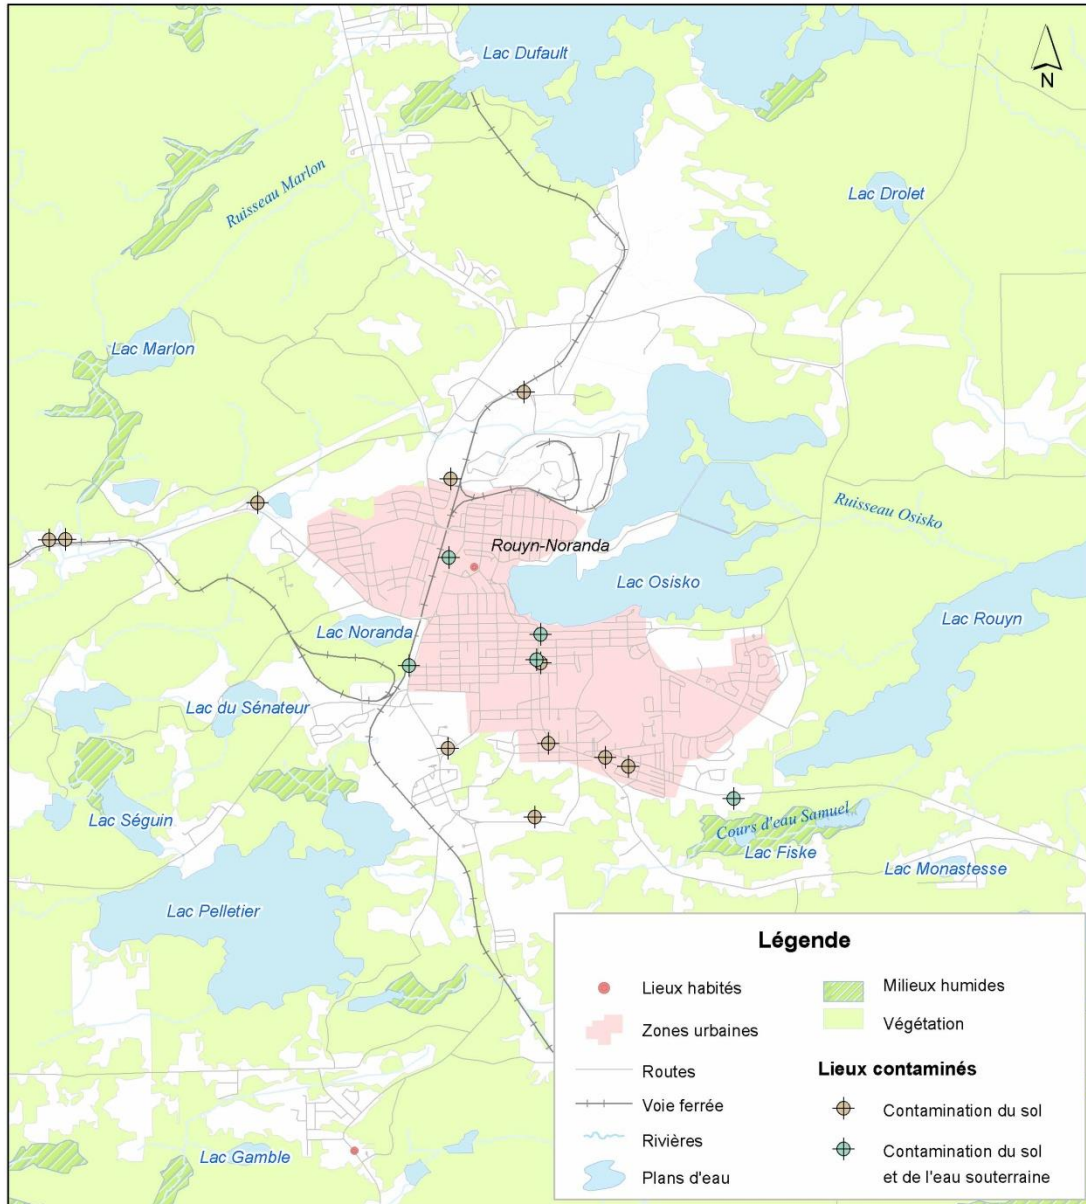 Lac Dufault
N
Ruisseau Marlon
Lac Drolet
Lac Marlon
Ruisseau Osisko
Rouyn-Noranda
Lac Osisko
Lac Rouyn
Lac Noranda
Lac du Sénateur
Lac Séguin
Cours d'eau Samuel
Lac Fiske
Lac Monastesse
Lac Pelletier
Lac Gamble
Légende
Lieux habités
Zones urbaines
Routes
Voie ferrée
Rivières
Plans d'eau
Milieux humides
Végétation
Lieux contaminés
Contamination du sol
Contamination du sol
et de l'eau souterraine